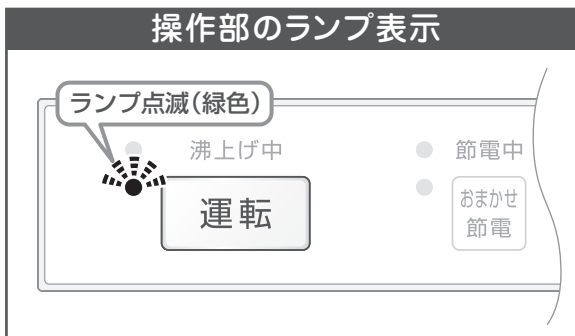 操作部のランプ表示
ランプ点滅(緑色)
沸上げ中
節電中
運転
おまかせ
節電